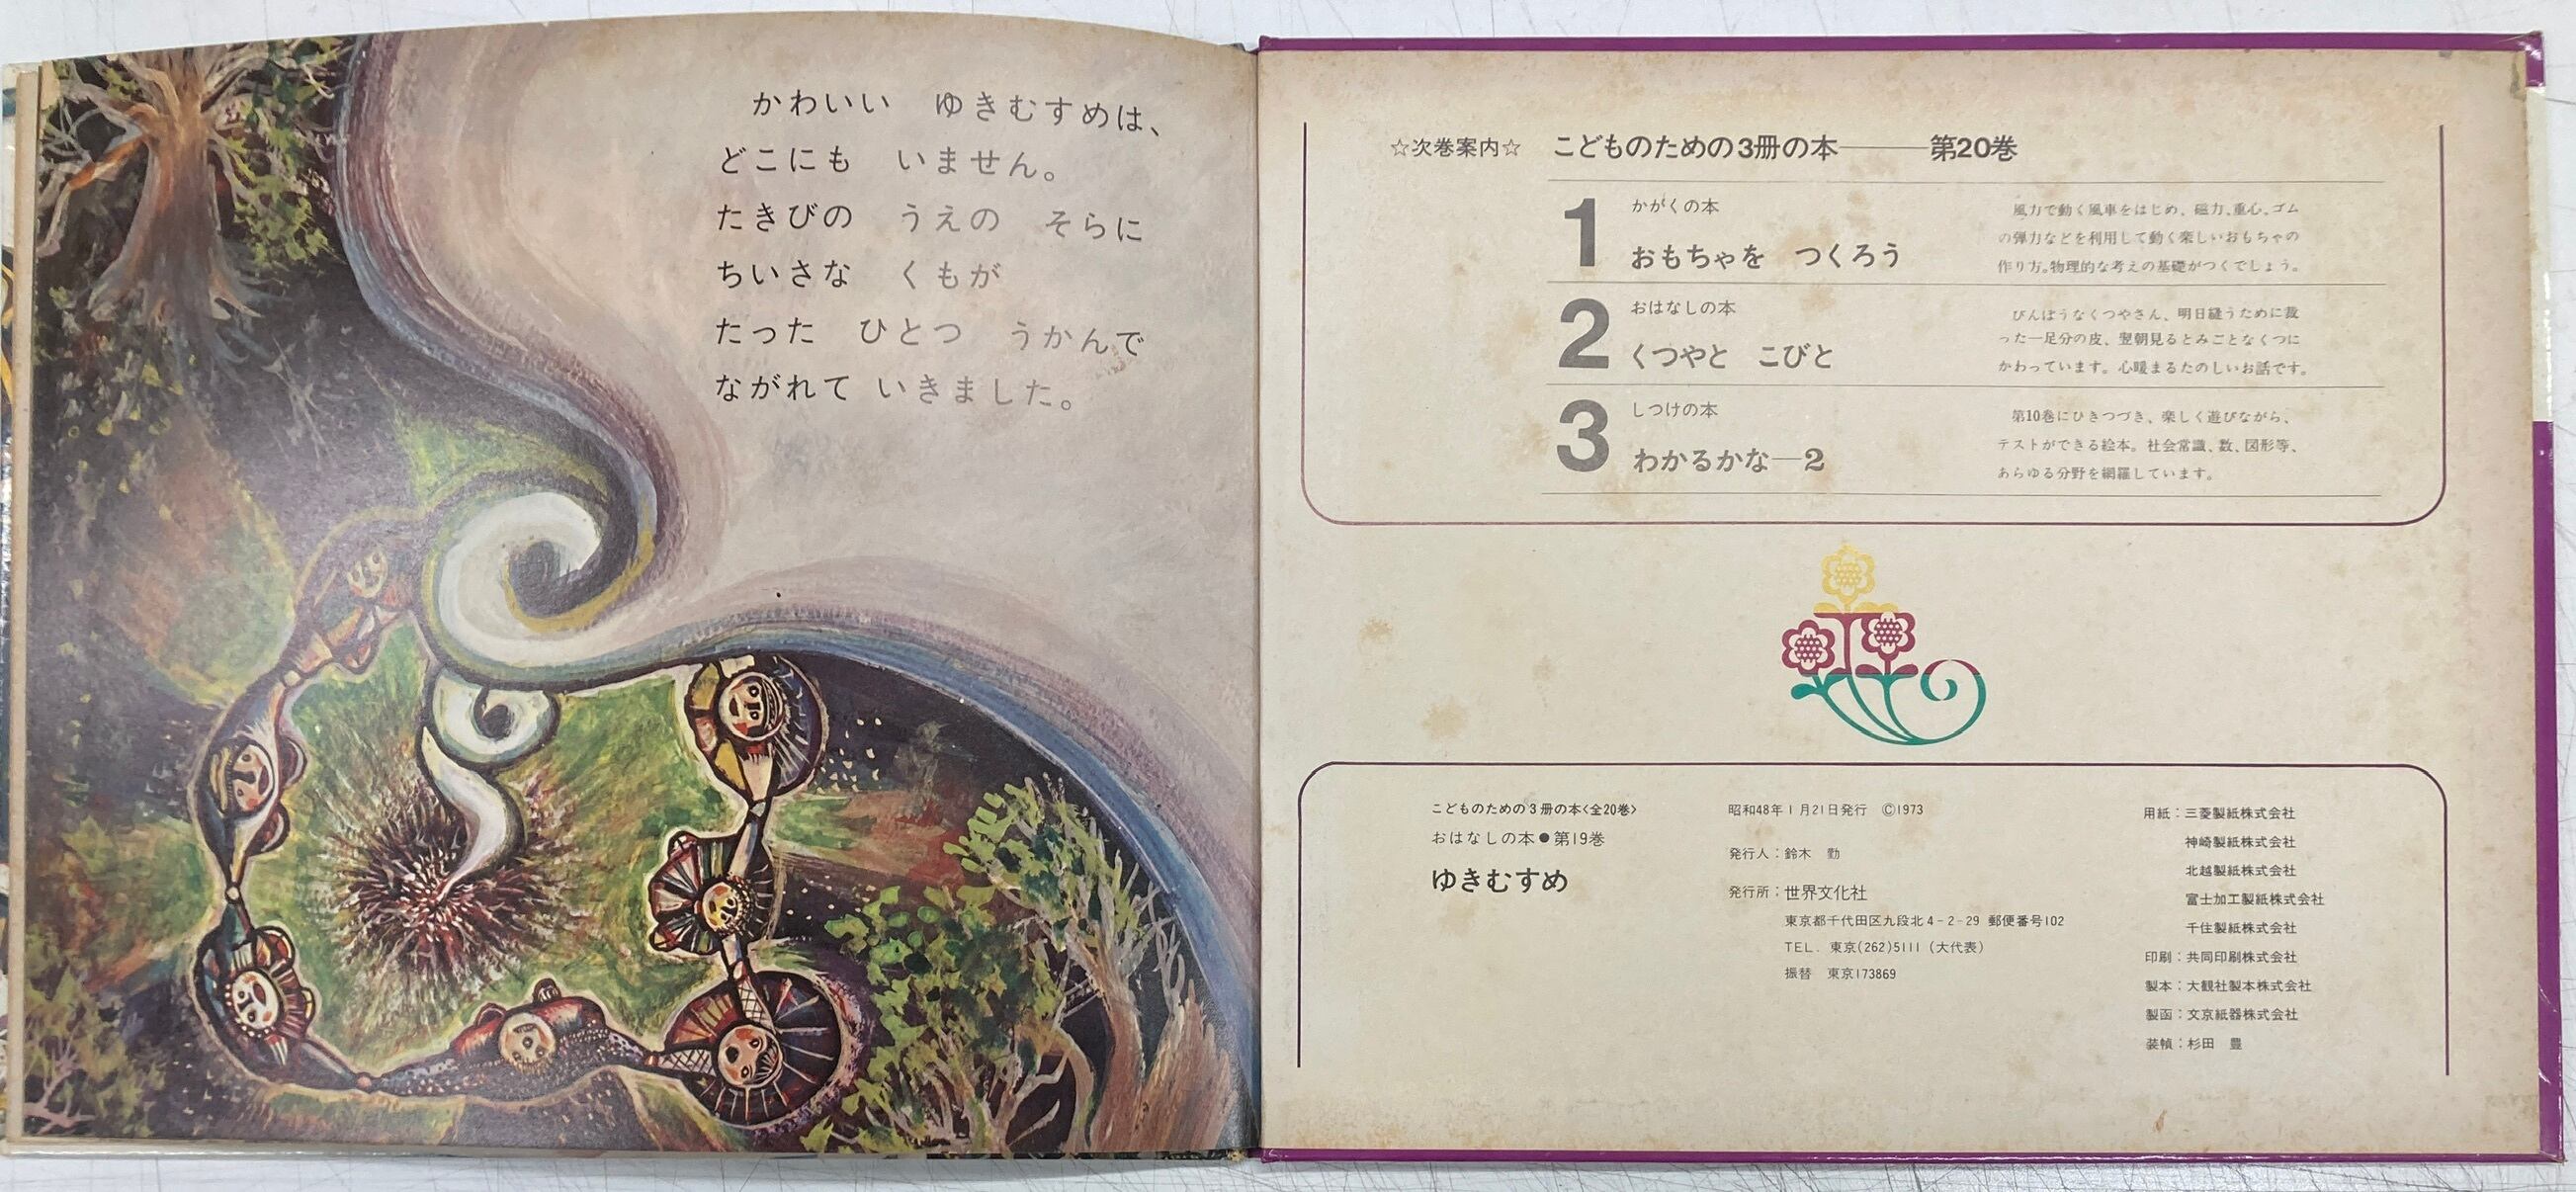 かわいい　ゆきむすめは、
どこにも　いません。
たきびの　うえの　そらに
ちいさな　くもが
たった　ひとつ　うかんで
ながれて　いきました。
☆次巻案内☆　こどものための3冊の本――第20巻
1
かがくの本
おもちゃを　つくろう
風力で動く風車をはじめ、磁力、重心、ゴム
の弾力などを利用して動く楽しいおもちゃの
作り方。物理的な考えの基礎がつくでしょう。
2
おはなしの本
くつやと　こびと
びんぼうなくつやさん、明日縫うために裁
った一足分の皮、翌朝見るとみごとなくつに
かわっています。心暖まるたのしいお話です。
3
しつけの本
わかるかな―2
第10巻にひきつづき、楽しく遊びながら、
テストができる絵本。社会常識、数、図形等、
あらゆる分野を網羅しています。
こどものための3冊の本〈全20巻〉
おはなしの本●第19巻
ゆきむすめ
昭和48年1月21日発行　©1973
発行人：鈴木　勤
発行所：世界文化社
東京都千代田区九段北4-2-29 郵便番号102
TEL. 東京(262)5111（大代表）
振替　東京173869
用紙：三菱製紙株式会社
神崎製紙株式会社
北越製紙株式会社
富士加工製紙株式会社
千住製紙株式会社
印刷：共同印刷株式会社
製本：大観社製本株式会社
製函：文京紙器株式会社
装幀：杉田　豊